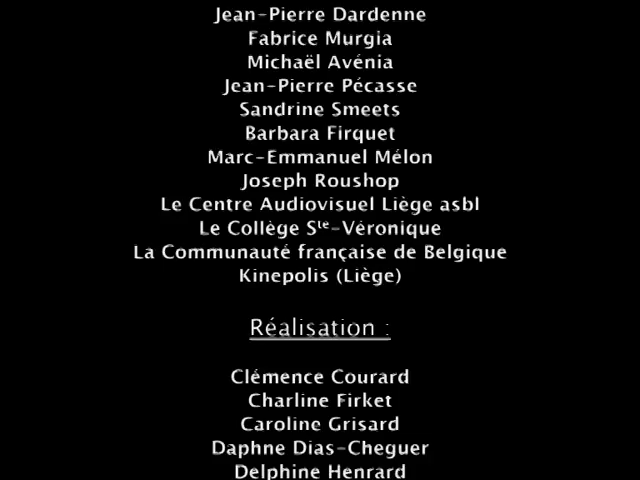 Jean-Pierre Dardenne
Fabrice Murgia
Michaël Avénia
Jean-Pierre Pécasse
Sandrine Smeets
Barbara Firquet
Marc-Emmanuel Mélon
Joseph Roushop
Le Centre Audiovisuel Liège asbl
Le Collège Sᵗᵉ-Véronique
La Communauté française de Belgique
Kinepolis (Liège)
Réalisation :
Clémence Courard
Charline Firket
Caroline Grisard
Daphne Dias-Cheguer
Delphine Henrard